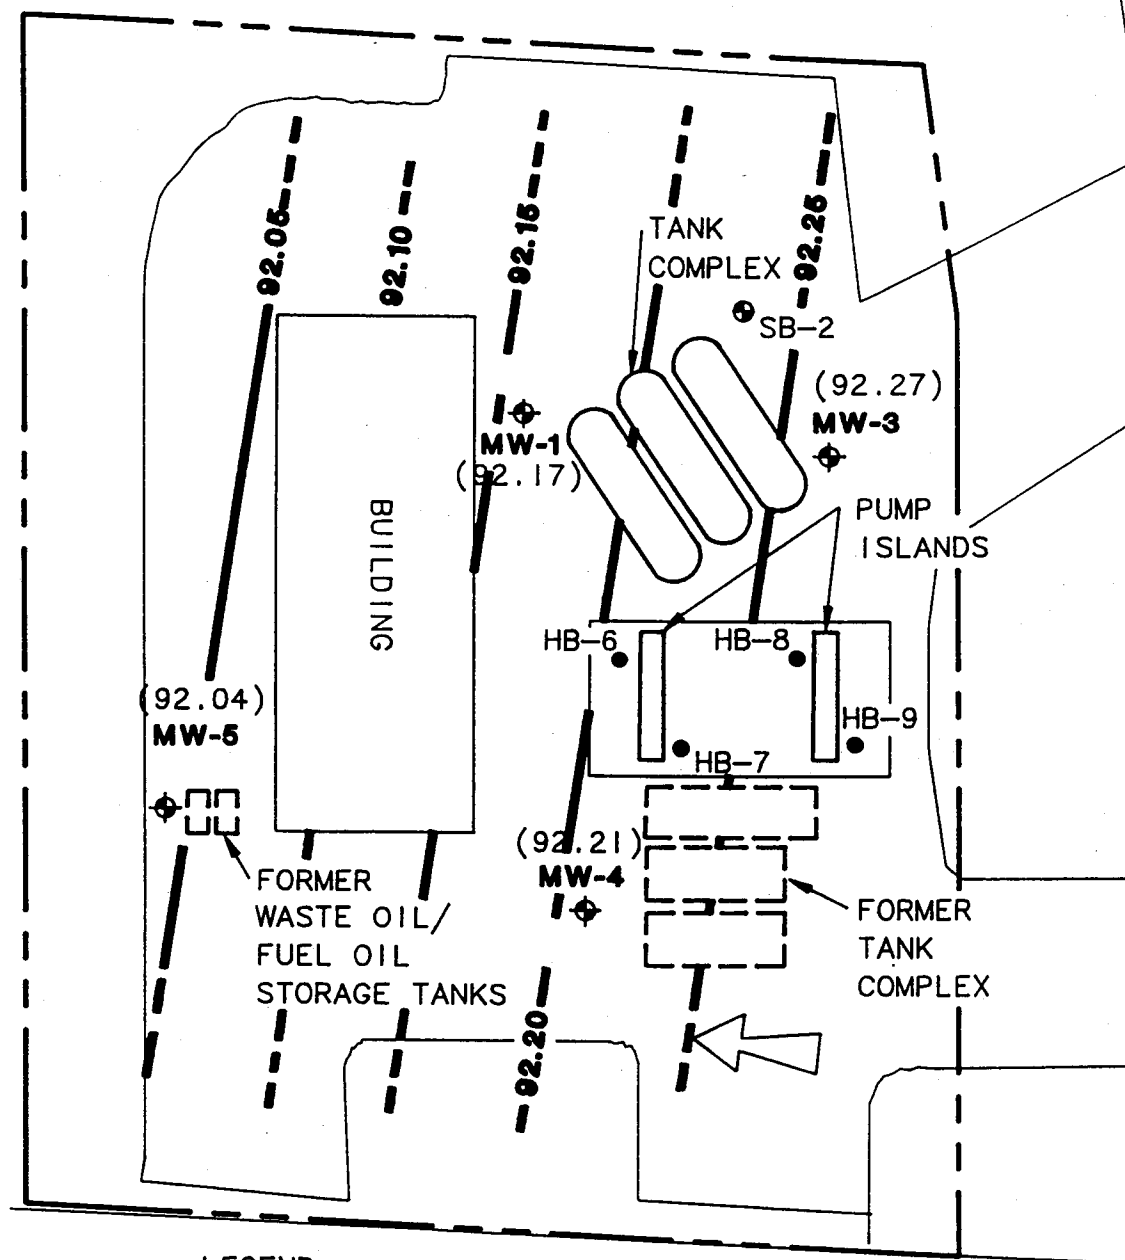 92.05
92.10
92.15
92.25
TANK
COMPLEX
SB-2
(92.27)
MW-3
MW-1
(92.17)
BUILDING
PUMP
ISLANDS
HB-6
HB-8
HB-9
HB-7
(92.04)
MW-5
(92.21)
MW-4
FORMER
WASTE OIL/
FUEL OIL
STORAGE TANKS
FORMER
TANK
COMPLEX
92.20
LEGEND